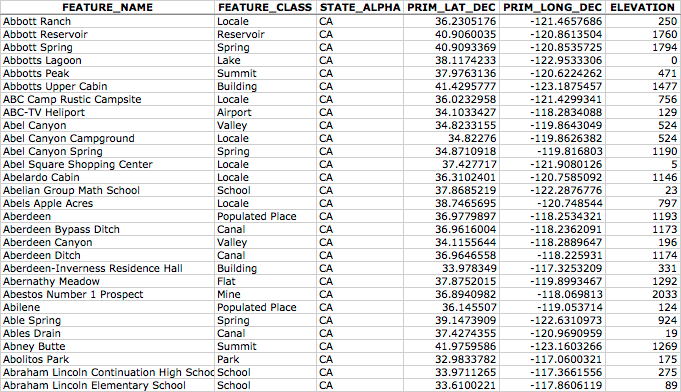 FEATURE_NAME FEATURE_CLASS STATE_ALPHA PRIM_LAT_DEC PRIM_LONG_DEC ELEVATION
Abbott Ranch Locale CA 36.2305176 -121.4657686 250
Abbott Reservoir Reservoir CA 40.9060035 -120.8613504 1760
Abbott Spring Spring CA 40.9093369 -120.8535725 1794
Abbotts Lagoon Lake CA 38.1174233 -122.9533306 0
Abbotts Peak Summit CA 37.9763136 -120.6224262 471
Abbotts Upper Cabin Building CA 41.4295777 -123.1875457 1477
ABC Camp Rustic Campsite Locale CA 36.0232958 -121.4299341 756
ABC-TV Heliport Airport CA 34.1033427 -118.2834088 129
Abel Canyon Valley CA 34.8233155 -119.8643049 524
Abel Canyon Campground Locale CA 34.82276 -119.8626382 524
Abel Canyon Spring Spring CA 34.8710918 -119.816803 1190
Abel Square Shopping Center Locale CA 37.427717 -121.9080126 5
Abelardo Cabin Locale CA 36.3102401 -120.7585092 1146
Abelian Group Math School School CA 37.8685219 -122.2876776 23
Abels Apple Acres Locale CA 38.7465695 -120.748544 797
Aberdeen Populated Place CA 36.9779897 -118.2534321 1193
Aberdeen Bypass Ditch Canal CA 36.9616004 -118.2362091 1173
Aberdeen Canyon Valley CA 34.1155644 -118.2889647 196
Aberdeen Ditch Canal CA 36.9646558 -118.225931 1174
Aberdeen-Inverness Residence Hall Building CA 33.978349 -117.3253209 331
Abernathy Meadow Flat CA 37.8752015 -119.8993467 1292
Abestos Number 1 Prospect Mine CA 36.8940982 -118.069813 2033
Abilene Populated Place CA 36.145507 -119.053714 124
Able Spring Spring CA 39.1473909 -122.6310973 924
Ables Drain Canal CA 37.4274355 -120.9690959 19
Abney Butte Summit CA 41.9759586 -123.1603266 1269
Abolitos Park Park CA 32.9833782 -117.0600321 175
Abraham Lincoln Continuation High Schoo School CA 33.9711265 -117.3661556 275
Abraham Lincoln Elementary School School CA 33.6100221 -117.8606119 89